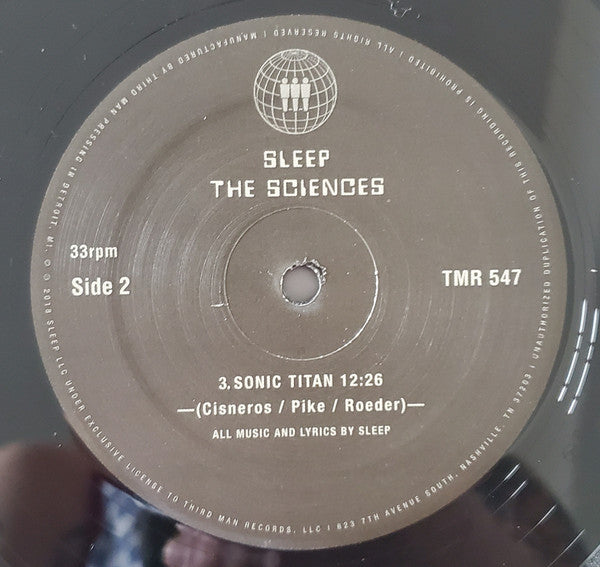 SLEEP
THE SCIENCES
33rpm
Side 2
TMR 547
3. SONIC TITAN 12:26
—(Cisneros / Pike / Roeder)—
ALL MUSIC AND LYRICS BY SLEEP
℗ © 2018 SLEEP LLC UNDER EXCLUSIVE LICENSE TO THIRD MAN RECORDS, LLC | 623 7TH AVENUE SOUTH, NASHVILLE, TN 37203 | UNAUTHORIZED DUPLICATION OF THIS RECORDING IS PROHIBITED | ALL RIGHTS RESERVED | MANUFACTURED BY THIRD MAN PRESSING IN DETROIT, MI.